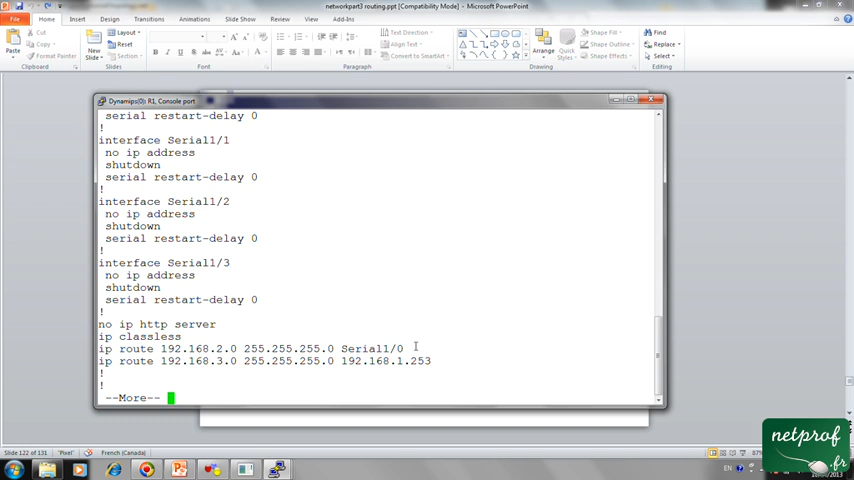 networkpart3 routing.ppt [Compatibility Mode] - Microsoft PowerPoint
File Home Insert Design Transitions Animations Slide Show Review View Add-Ins
Cut
Copy
Format Painter
Paste
Clipboard
New Slide
Layout
Reset
Section
Slides
Font
Text Direction
Align Text
Convert to SmartArt
Paragraph
Arrange
Quick Styles
Shape Fill
Shape Outline
Shape Effects
Drawing
Find
Replace
Select
Editing
Dynamips(0): R1, Console port
serial restart-delay 0
!
interface Serial1/1
no ip address
shutdown
serial restart-delay 0
!
interface Serial1/2
no ip address
shutdown
serial restart-delay 0
!
interface Serial1/3
no ip address
shutdown
serial restart-delay 0
!
no ip http server
ip classless
ip route 192.168.2.0 255.255.255.0 Serial1/0
ip route 192.168.3.0 255.255.255.0 192.168.1.253
!
!
--More--
Slide 122 of 131 "Pixel" French (Canada)
EN
netprof
.fr